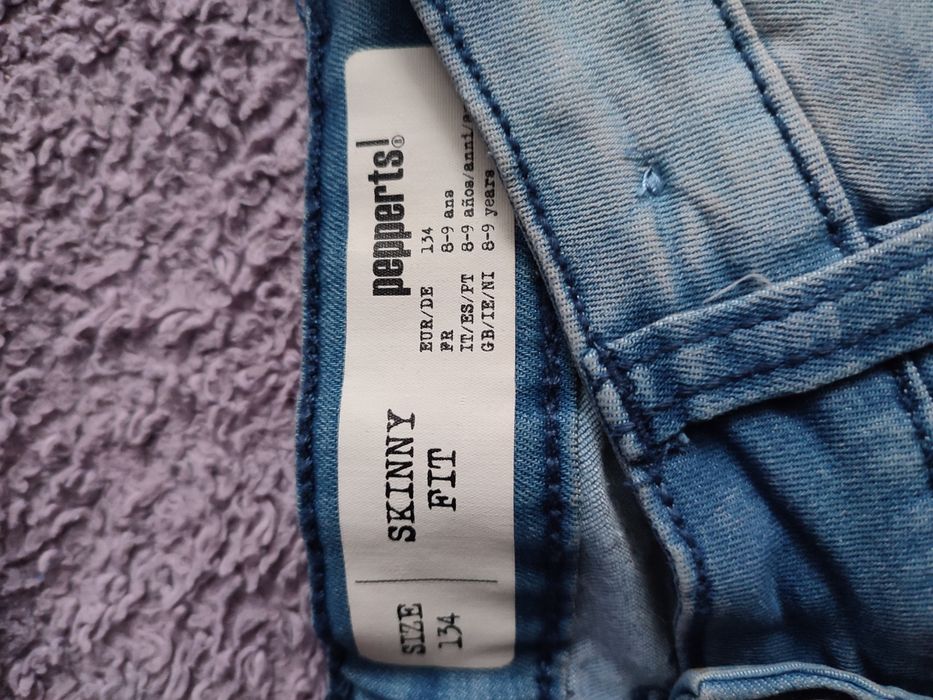 SIZE
134
SKINNY
FIT
pepperts!®
EUR/DE 134
FR 8-9 ans
IT/ES/PT 8-9 años/anni/
GB/IE/NI 8-9 years